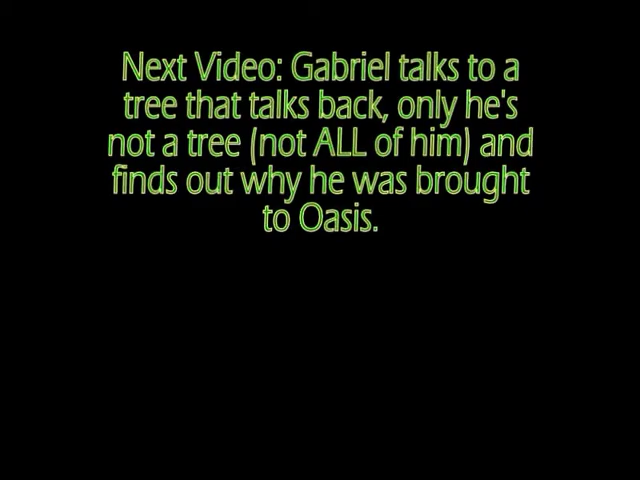 Next Video: Gabriel talks to a
tree that talks back, only he's
not a tree (not ALL of him) and
finds out why he was brought
to Oasis.